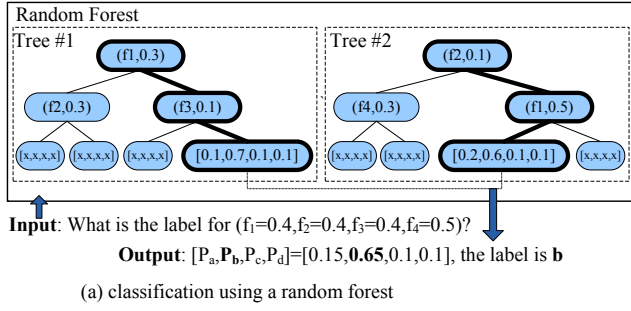 Random Forest
Tree #1
Tree #2
(f1,0.3)
(f2,0.1)
(f2,0.3)
(f3,0.1)
(f4,0.3)
(f1,0.5)
[x,x,x,x]
[x,x,x,x]
[x,x,x,x]
[0.1,0.7,0.1,0.1]
[x,x,x,x]
[x,x,x,x]
[0.2,0.6,0.1,0.1]
[x,x,x,x]
Input: What is the label for (f₁=0.4,f₂=0.4,f₃=0.4,f₄=0.5)?
Output: [Pₐ,P_b,P_c,P_d]=[0.15,0.65,0.1,0.1], the label is b
(a) classification using a random forest